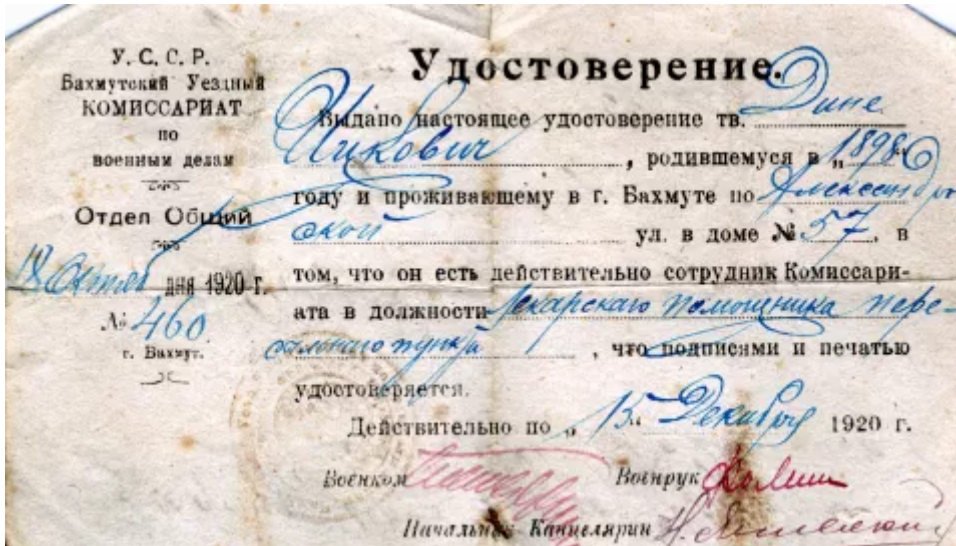 У. С. С. Р.
Бахмутский Уездный
КОМИССАРИАТ
по
военным делам
Отдел Общий
18 дня 1920 г.
№ 460
г. Бахмут.
Удостоверение.
Выдано настоящее удостоверение тв. Дине
Ицкович, родившемуся в „1898“
году и проживающему в г. Бахмуте по Александро
ской ул. в доме № 57, в
том, что он есть действительно сотрудник Комиссари-
ата в должности лекарскаго помощника пере-
пункта, что подписями и печатью
удостоверяется.
Действительно по „15“ Декабря 1920 г.
Военком
Военрук
Начальник Канцелярии